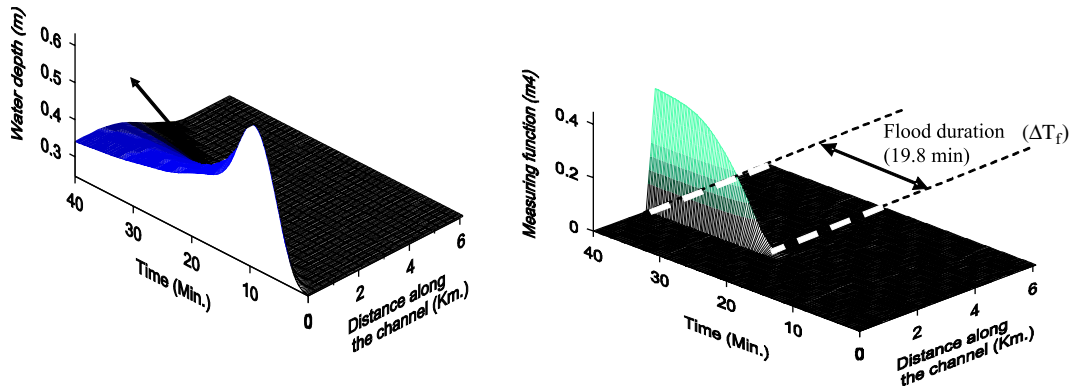 Water depth (m)
0.6
0.5
0.4
0.3
40
30
20
10
0
Time (Min.)
2
4
6
Distance along
the channel (Km.)
Measuring function (m4)
0.4
0.2
0
40
30
20
10
0
Time (Min.)
2
4
6
Distance along
the channel (Km.)
Flood duration (ΔTf)
(19.8 min)